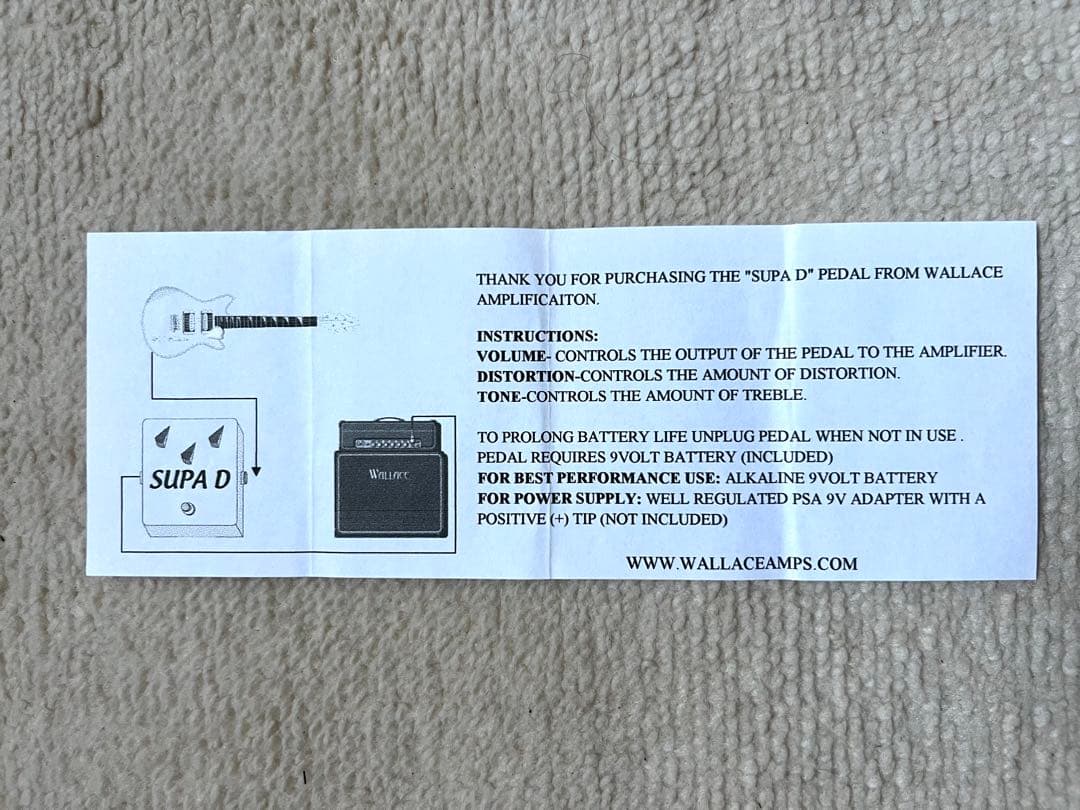 THANK YOU FOR PURCHASING THE "SUPA D" PEDAL FROM WALLACE
AMPLIFICAITON.
INSTRUCTIONS:
VOLUME- CONTROLS THE OUTPUT OF THE PEDAL TO THE AMPLIFIER.
DISTORTION-CONTROLS THE AMOUNT OF DISTORTION.
TONE-CONTROLS THE AMOUNT OF TREBLE.
TO PROLONG BATTERY LIFE UNPLUG PEDAL WHEN NOT IN USE .
PEDAL REQUIRES 9VOLT BATTERY (INCLUDED)
FOR BEST PERFORMANCE USE: ALKALINE 9VOLT BATTERY
FOR POWER SUPPLY: WELL REGULATED PSA 9V ADAPTER WITH A
POSITIVE (+) TIP (NOT INCLUDED)
WWW.WALLACEAMPS.COM
SUPA D
WALLACE